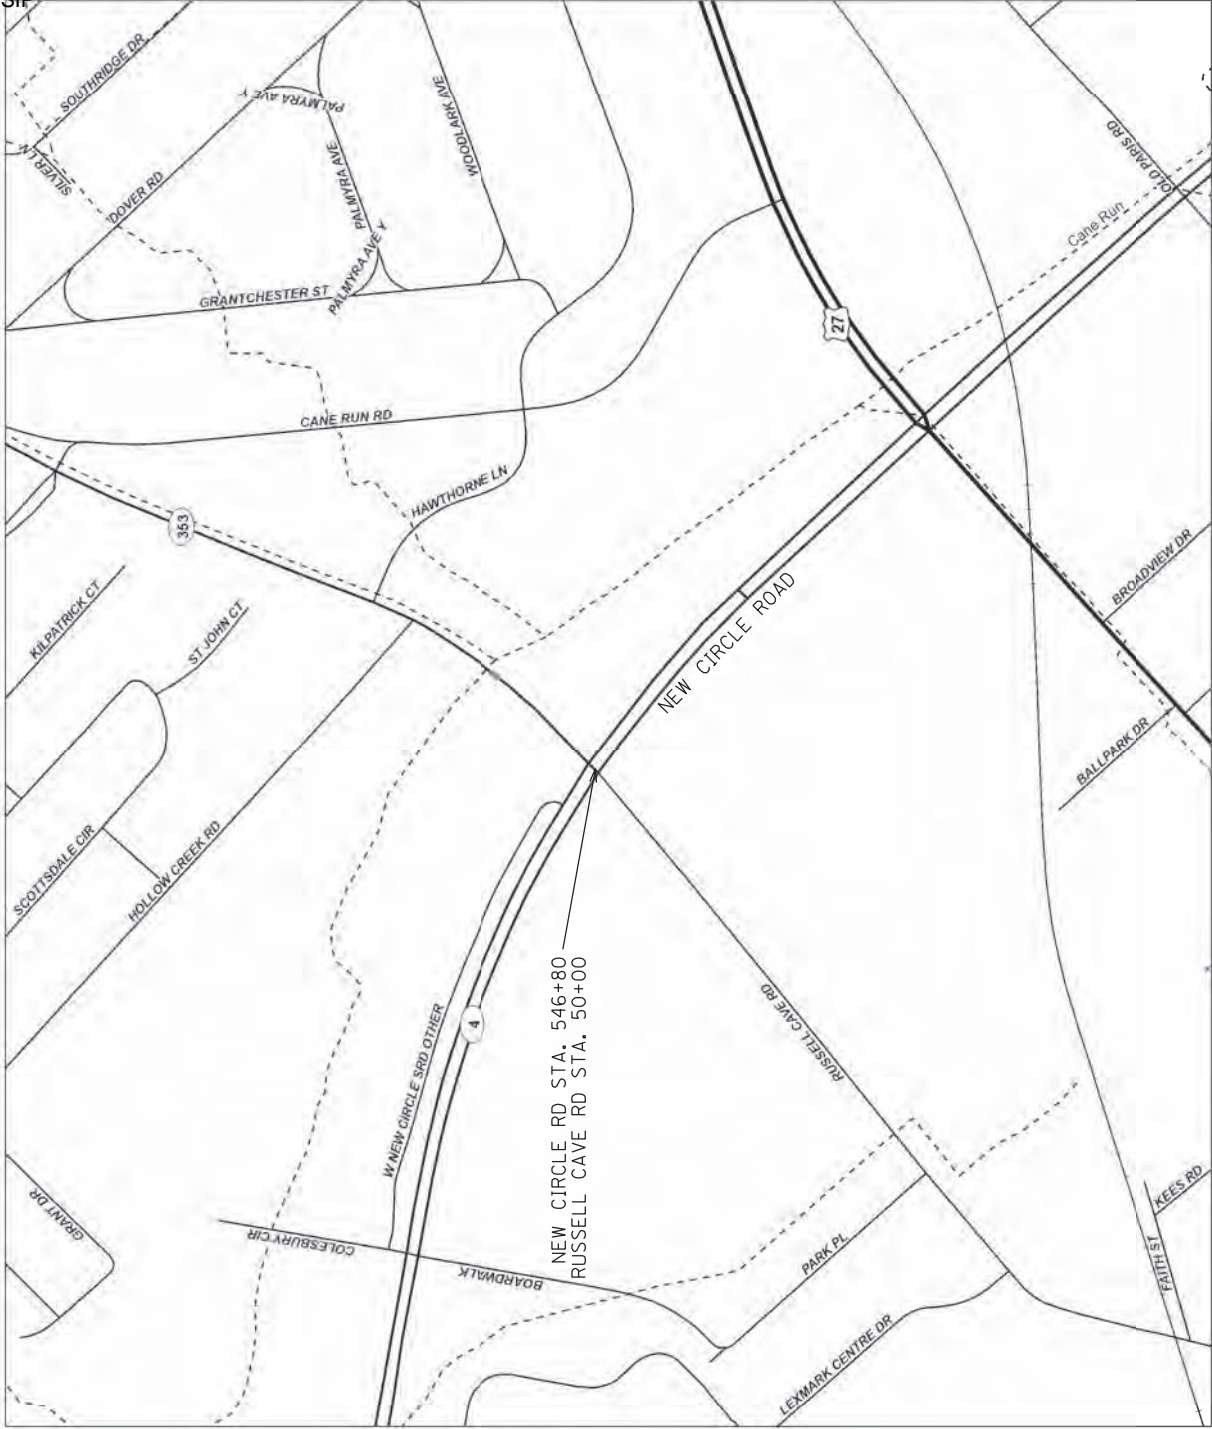 SOUTHRIDGE DR
SILVER LN
DOVER RD
PALMYRA AVE Y
PALMYRA AVE
WOODLARK AVE
PALMYRA AVE Y
GRANTCHESTER ST
CANE RUN RD
HAWTHORNE LN
353
27
OLD PARIS RD
Cane Run
KILPATRICK CT
ST JOHN CT
SCOTTSDALE CIR
HOLLOW CREEK RD
NEW CIRCLE ROAD
BROADVIEW DR
BALLPARK DR
W NEW CIRCLE SRD OTHER
4
NEW CIRCLE RD STA. 546+80
RUSSELL CAVE RD STA. 50+00
RUSSELL CAVE RD
GRANT DR
COLESBURY CIR
BOARDWALK
PARK PL
LEXMARK CENTRE DR
FAITH ST
KEES RD